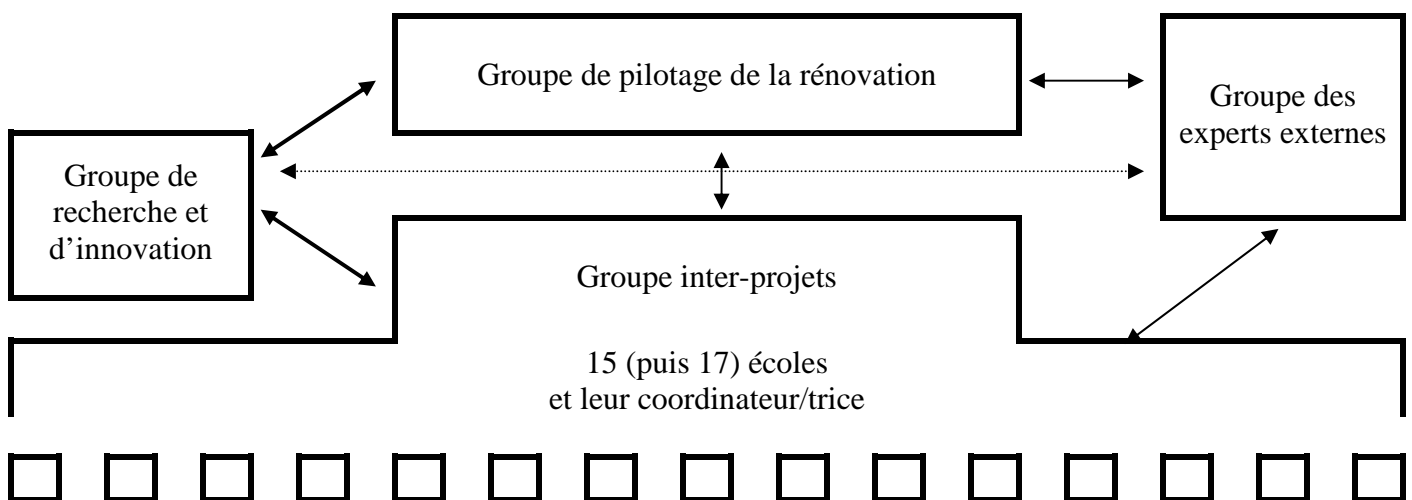 Groupe de pilotage de la rénovation
Groupe des
experts externes
Groupe de
recherche et
d’innovation
Groupe inter-projets
15 (puis 17) écoles
et leur coordinateur/trice